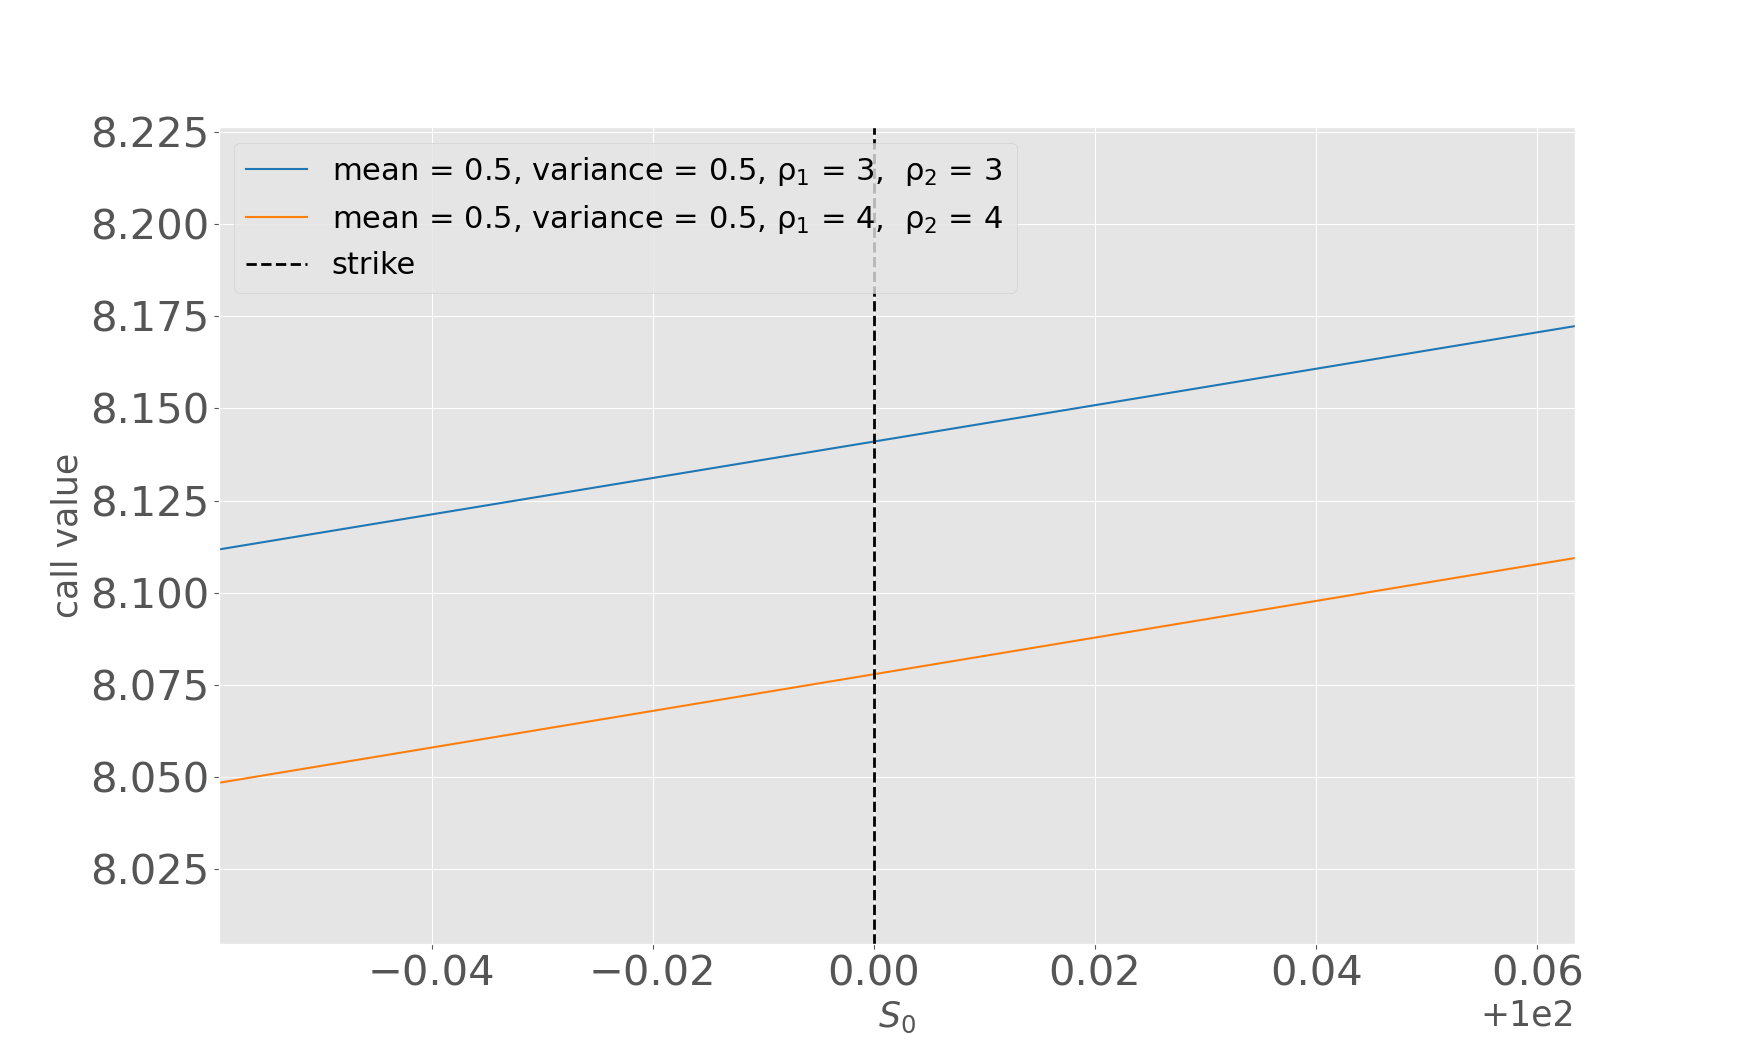 8.225
8.200
8.175
8.150
8.125
8.100
8.075
8.050
8.025
call value
mean = 0.5, variance = 0.5, ρ₁ = 3, ρ₂ = 3
mean = 0.5, variance = 0.5, ρ₁ = 4, ρ₂ = 4
strike
−0.04 −0.02 0.00 0.02 0.04 0.06
S₀ +1e2